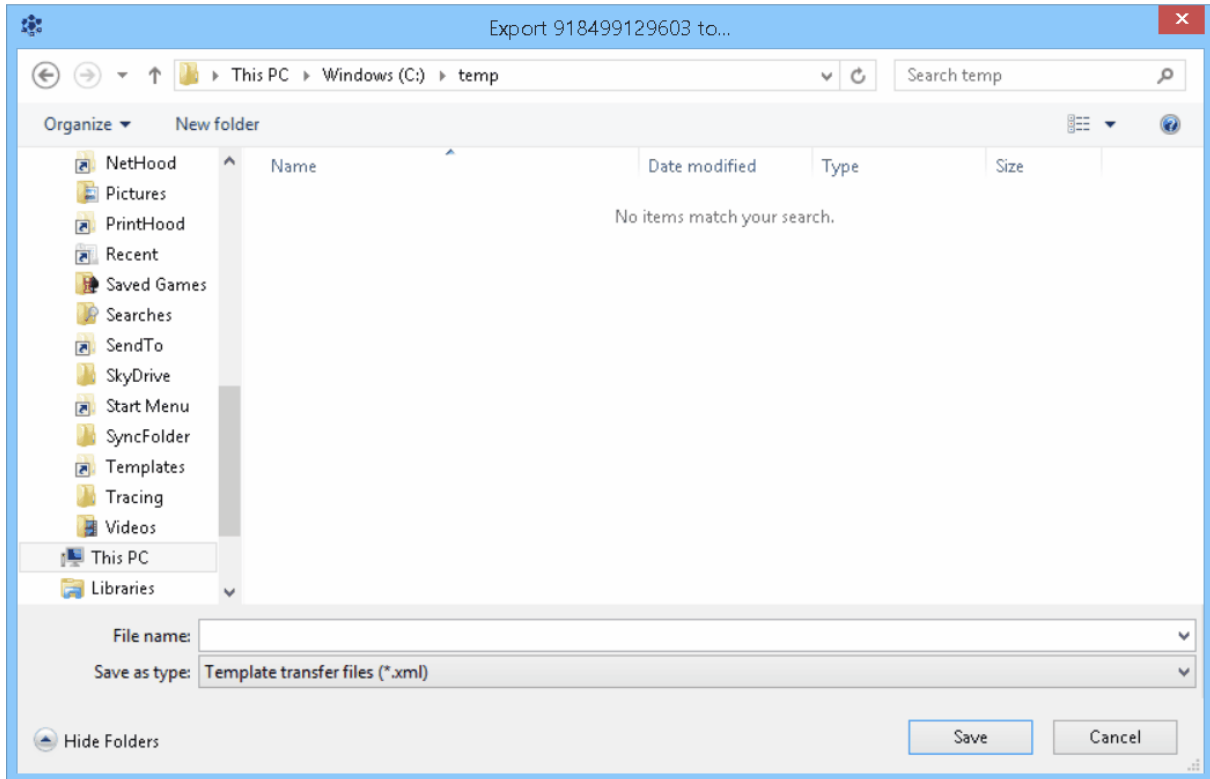 Export 918499129603 to...
This PC Windows (C:) temp
Search temp
Organize New folder
Name Date modified Type Size
No items match your search.
NetHood
Pictures
PrintHood
Recent
Saved Games
Searches
SendTo
SkyDrive
Start Menu
SyncFolder
Templates
Tracing
Videos
This PC
Libraries
File name:
Save as type: Template transfer files (*.xml)
Hide Folders
Save Cancel